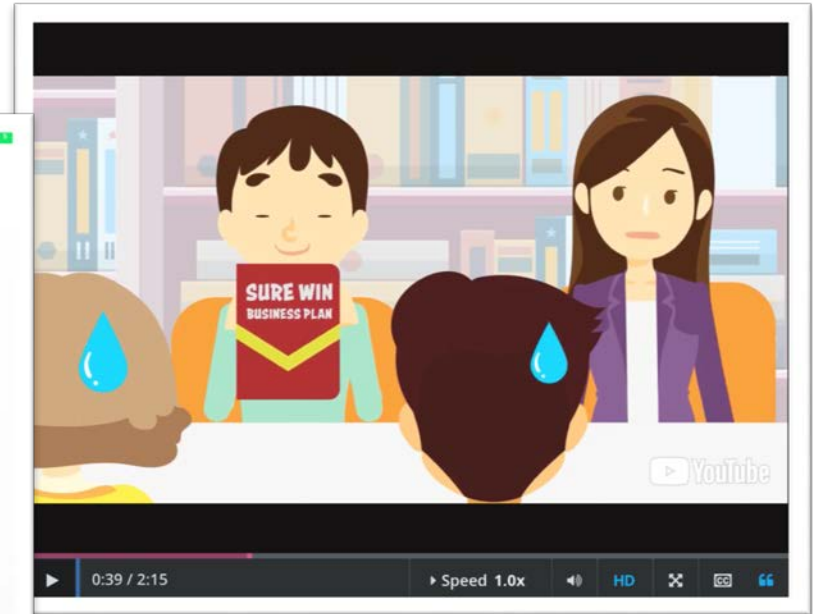 SURE WIN
BUSINESS PLAN
YouTube
0:39 / 2:15
Speed 1.0x
HD
CC